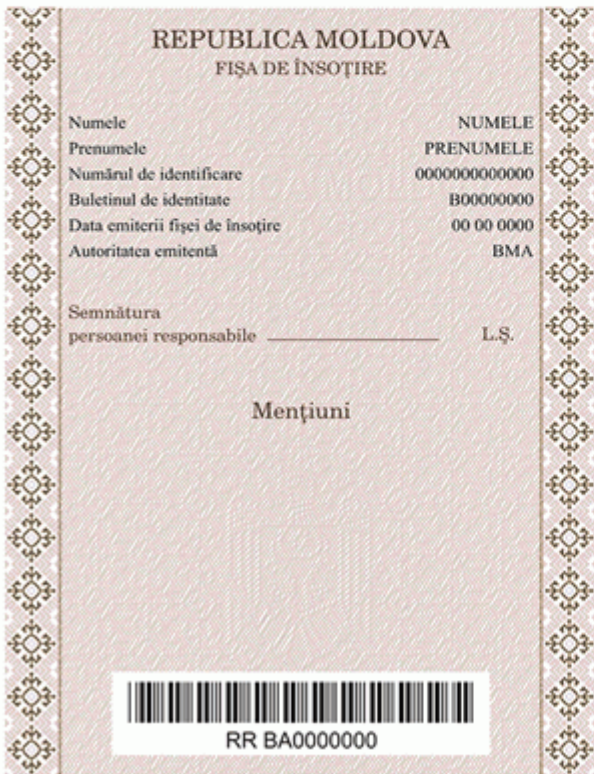 REPUBLICA MOLDOVA
FIȘA DE ÎNSOȚIRE
Numele NUMELE
Prenumele PRENUMELE
Numărul de identificare 0000000000000
Buletinul de identitate B00000000
Data emiterii fișei de însoțire 00 00 0000
Autoritatea emitentă BMA
Semnătura
persoanei responsabile L.Ș.
Mențiuni
RR BA0000000